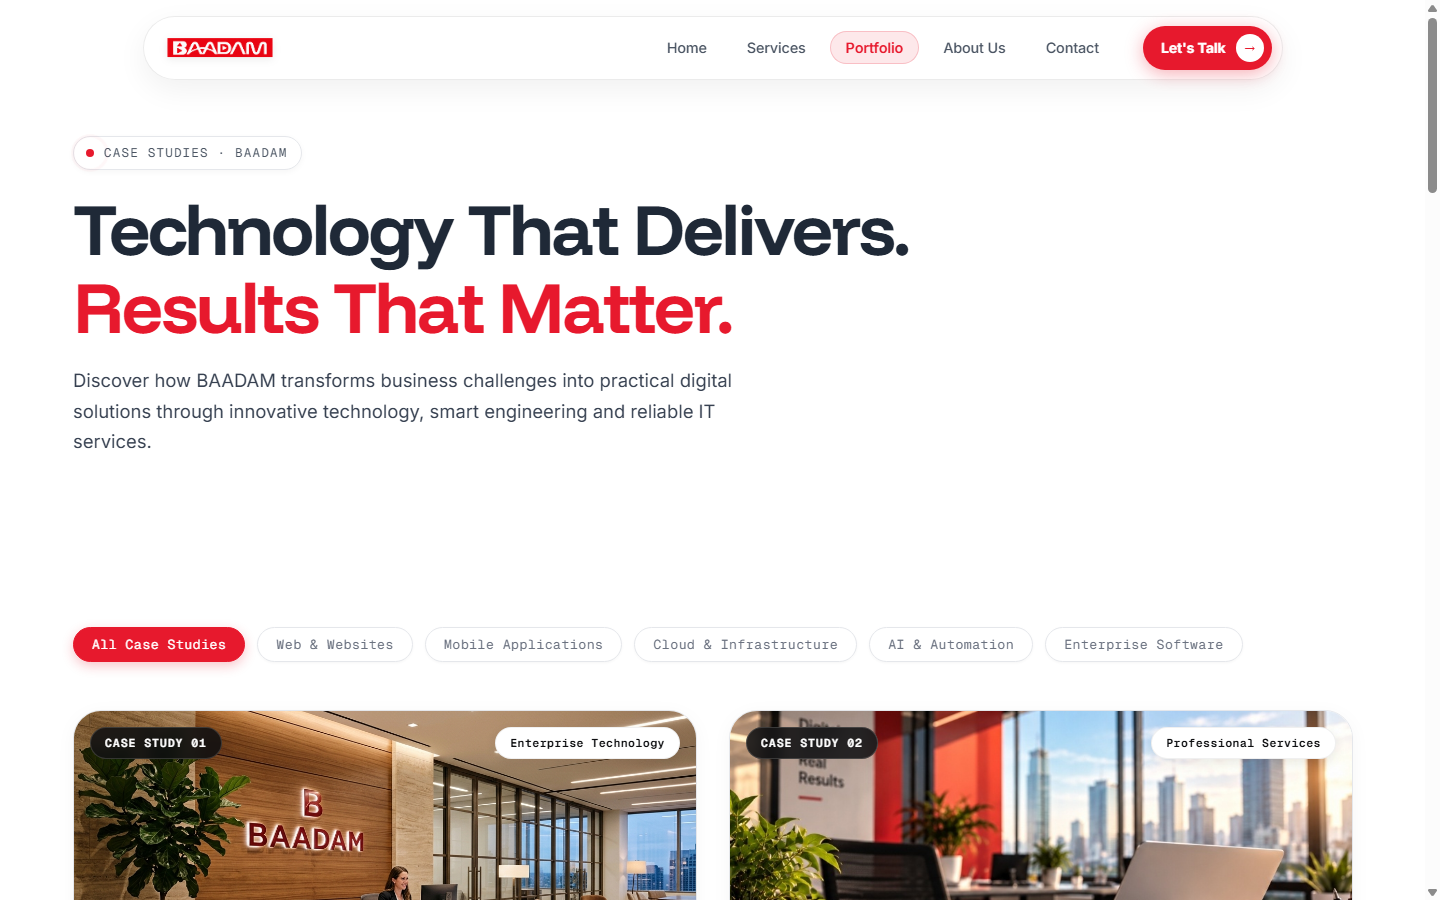 BAADAM
Home
Services
Portfolio
About Us
Contact
Let's Talk →
CASE STUDIES · BAADAM
Technology That Delivers.
Results That Matter.
Discover how BAADAM transforms business challenges into practical digital
solutions through innovative technology, smart engineering and reliable IT
services.
All Case Studies
Web & Websites
Mobile Applications
Cloud & Infrastructure
AI & Automation
Enterprise Software
CASE STUDY 01
Enterprise Technology
B
BAADAM
CASE STUDY 02
Professional Services
Real
Results